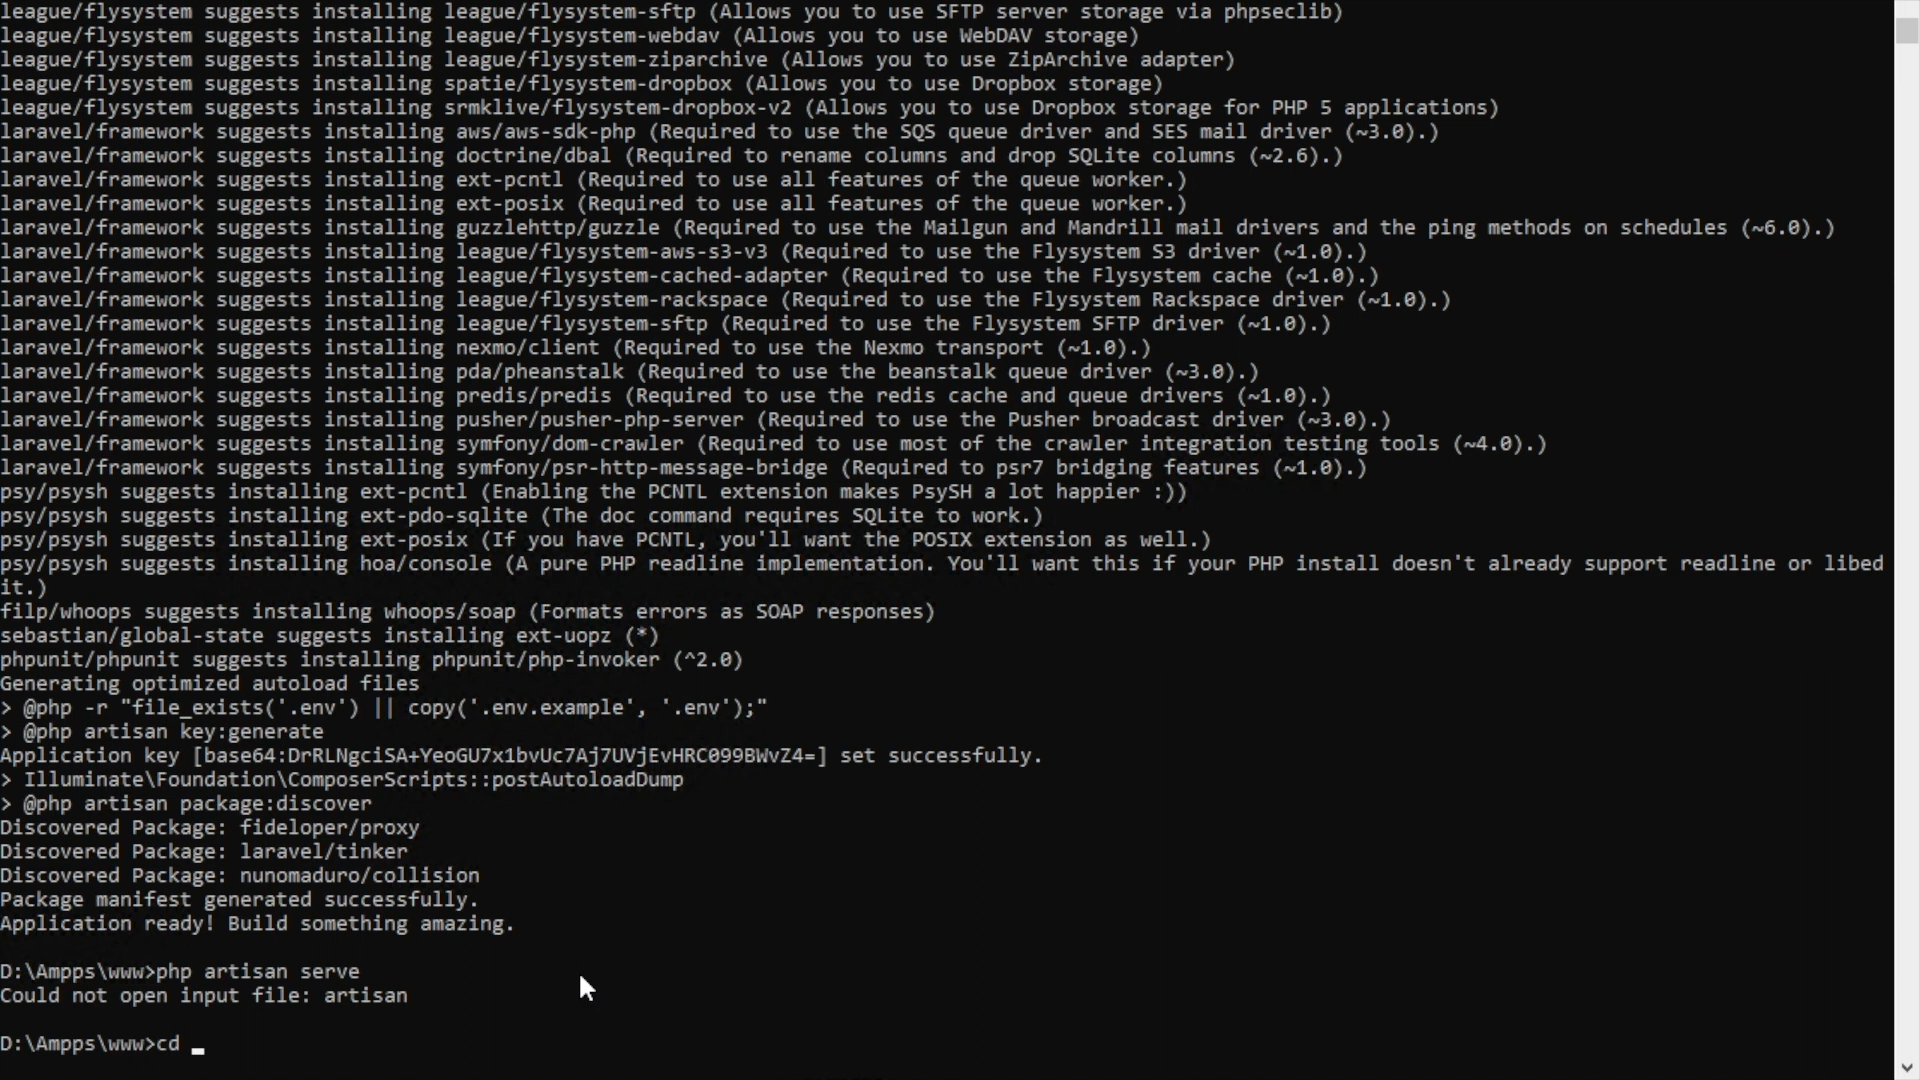 league/flysystem suggests installing league/flysystem-sftp (Allows you to use SFTP server storage via phpseclib)
league/flysystem suggests installing league/flysystem-webdav (Allows you to use WebDAV storage)
league/flysystem suggests installing league/flysystem-ziparchive (Allows you to use ZipArchive adapter)
league/flysystem suggests installing spatie/flysystem-dropbox (Allows you to use Dropbox storage)
league/flysystem suggests installing srmklive/flysystem-dropbox-v2 (Allows you to use Dropbox storage for PHP 5 applications)
laravel/framework suggests installing aws/aws-sdk-php (Required to use the SQS queue driver and SES mail driver (~3.0).)
laravel/framework suggests installing doctrine/dbal (Required to rename columns and drop SQLite columns (~2.6).)
laravel/framework suggests installing ext-pcntl (Required to use all features of the queue worker.)
laravel/framework suggests installing ext-posix (Required to use all features of the queue worker.)
laravel/framework suggests installing guzzlehttp/guzzle (Required to use the Mailgun and Mandrill mail drivers and the ping methods on schedules (~6.0).)
laravel/framework suggests installing league/flysystem-aws-s3-v3 (Required to use the Flysystem S3 driver (~1.0).)
laravel/framework suggests installing league/flysystem-cached-adapter (Required to use the Flysystem cache (~1.0).)
laravel/framework suggests installing league/flysystem-rackspace (Required to use the Flysystem Rackspace driver (~1.0).)
laravel/framework suggests installing league/flysystem-sftp (Required to use the Flysystem SFTP driver (~1.0).)
laravel/framework suggests installing nexmo/client (Required to use the Nexmo transport (~1.0).)
laravel/framework suggests installing pda/pheanstalk (Required to use the beanstalk queue driver (~3.0).)
laravel/framework suggests installing predis/predis (Required to use the redis cache and queue drivers (~1.0).)
laravel/framework suggests installing pusher/pusher-php-server (Required to use the Pusher broadcast driver (~3.0).)
laravel/framework suggests installing symfony/dom-crawler (Required to use most of the crawler integration testing tools (~4.0).)
laravel/framework suggests installing symfony/psr-http-message-bridge (Required to psr7 bridging features (~1.0).)
psy/psysh suggests installing ext-pcntl (Enabling the PCNTL extension makes PsySH a lot happier :))
psy/psysh suggests installing ext-pdo-sqlite (The doc command requires SQLite to work.)
psy/psysh suggests installing ext-posix (If you have PCNTL, you'll want the POSIX extension as well.)
psy/psysh suggests installing hoa/console (A pure PHP readline implementation. You'll want this if your PHP install doesn't already support readline or libed
it.)
filp/whoops suggests installing whoops/soap (Formats errors as SOAP responses)
sebastian/global-state suggests installing ext-uopz (*)
phpunit/phpunit suggests installing phpunit/php-invoker (^2.0)
Generating optimized autoload files
> @php -r "file_exists('.env') || copy('.env.example', '.env');"
> @php artisan key:generate
Application key [base64:DrRLNgciSA+YeoGU7x1bvUc7Aj7UVjEvHRC099BWvZ4=] set successfully.
> Illuminate\Foundation\ComposerScripts::postAutoloadDump
> @php artisan package:discover
Discovered Package: fideloper/proxy
Discovered Package: laravel/tinker
Discovered Package: nunomaduro/collision
Package manifest generated successfully.
Application ready! Build something amazing.
D:\Ampps\www>php artisan serve
Could not open input file: artisan
D:\Ampps\www>cd